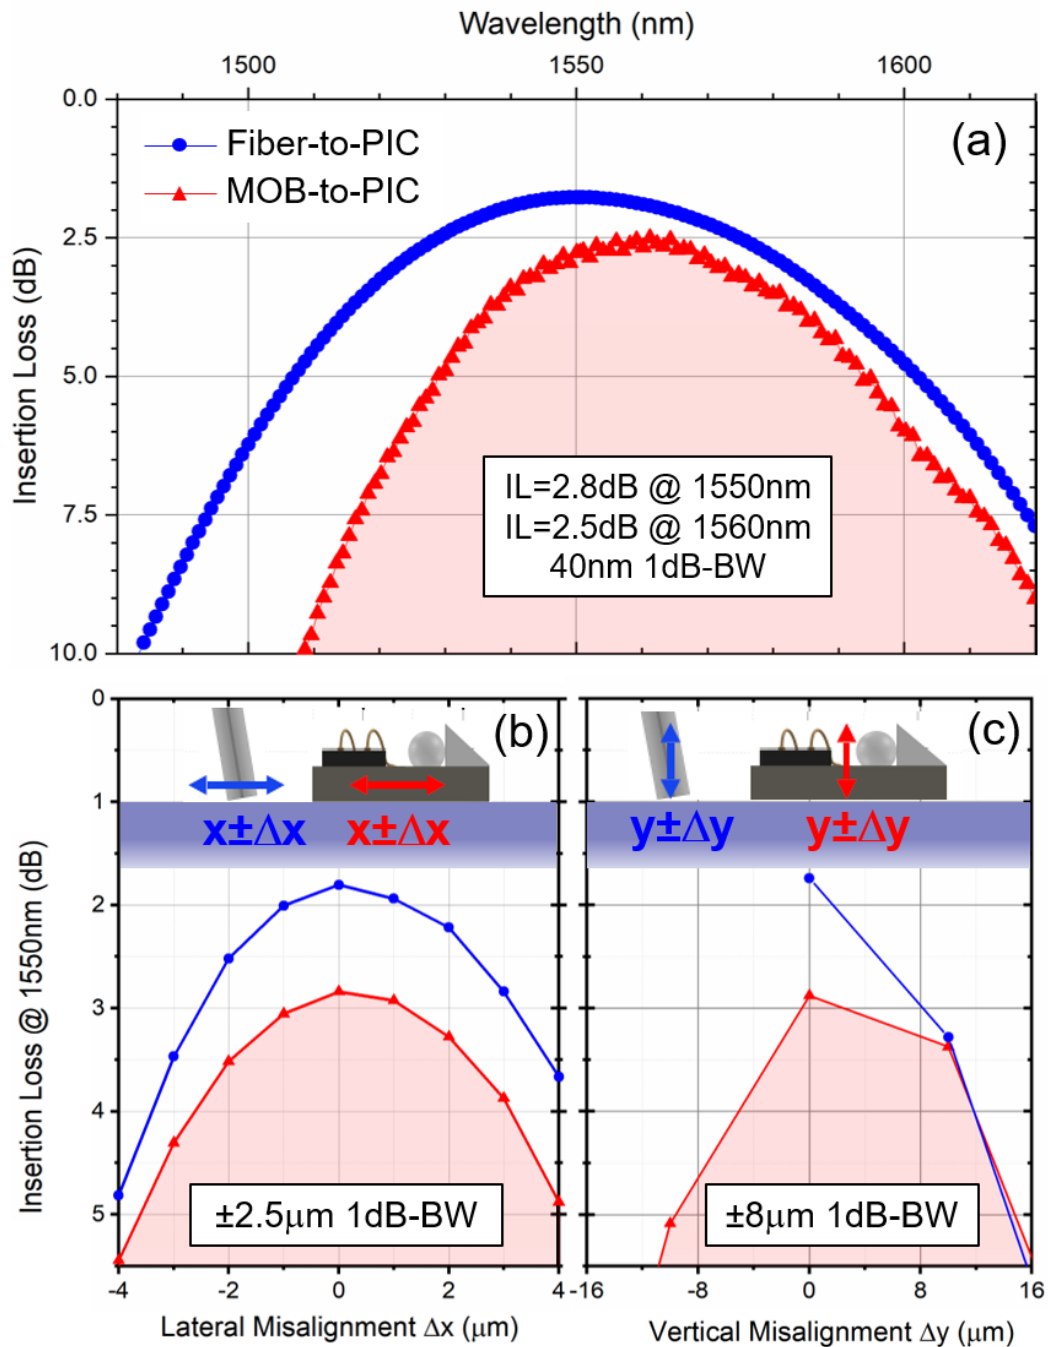 Wavelength (nm)
1500 1550 1600
0.0
2.5
5.0
7.5
10.0
Insertion Loss (dB)
Fiber-to-PIC
MOB-to-PIC
(a)
IL=2.8dB @ 1550nm
IL=2.5dB @ 1560nm
40nm 1dB-BW
0
1
2
3
4
5
Insertion Loss @ 1550nm (dB)
(b)
x±Δx x±Δx
±2.5μm 1dB-BW
-4 -2 0 2 4
Lateral Misalignment Δx (μm)
(c)
y±Δy y±Δy
±8μm 1dB-BW
-16 -8 0 8 16
Vertical Misalignment Δy (μm)